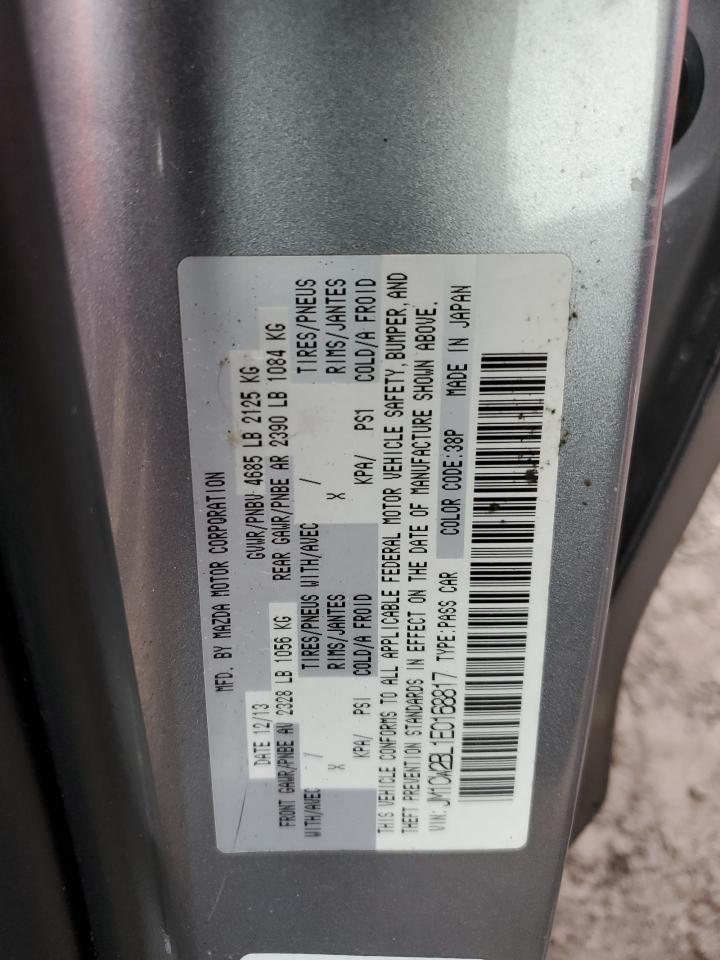 MFD. BY MAZDA MOTOR CORPORATION
DATE 12/13 GVWR/PNBV 4685 LB 2125 KG
FRONT GAWR/PNBE AV 2328 LB 1056 KG REAR GAWR/PNBE AR 2390 LB 1084 KG
WITH/AVEC / TIRES/PNEUS WITH/AVEC / TIRES/PNEUS
X RIMS/JANTES X RIMS/JANTES
KPA/ PSI COLD/A FROID KPA/ PSI COLD/A FROID
THIS VEHICLE CONFORMS TO ALL APPLICABLE FEDERAL MOTOR VEHICLE SAFETY, BUMPER, AND
THEFT PREVENTION STANDARDS IN EFFECT ON THE DATE OF MANUFACTURE SHOWN ABOVE.
VIN: JM1CW2BL1E0168817 TYPE:PASS CAR COLOR CODE:38P MADE IN JAPAN